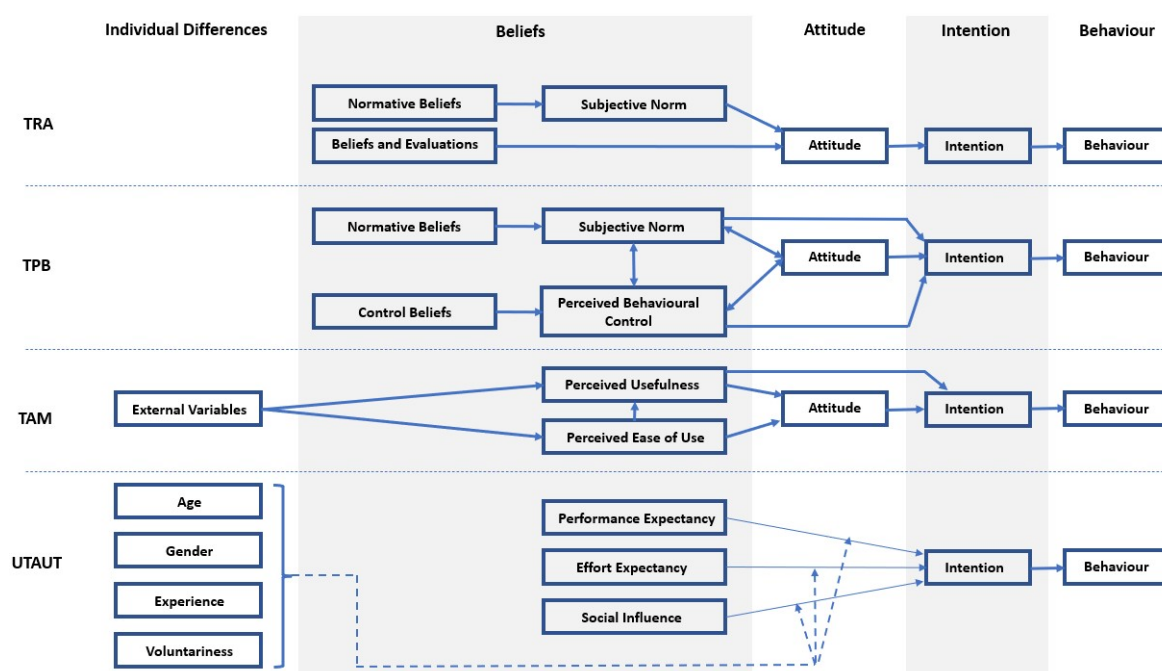 Individual Differences
Beliefs
Attitude
Intention
Behaviour
TRA
Normative Beliefs
Subjective Norm
Beliefs and Evaluations
Attitude
Intention
Behaviour
TPB
Normative Beliefs
Subjective Norm
Attitude
Intention
Behaviour
Control Beliefs
Perceived Behavioural
Control
TAM
External Variables
Perceived Usefulness
Perceived Ease of Use
Attitude
Intention
Behaviour
UTAUT
Age
Gender
Experience
Voluntariness
Performance Expectancy
Effort Expectancy
Social Influence
Intention
Behaviour